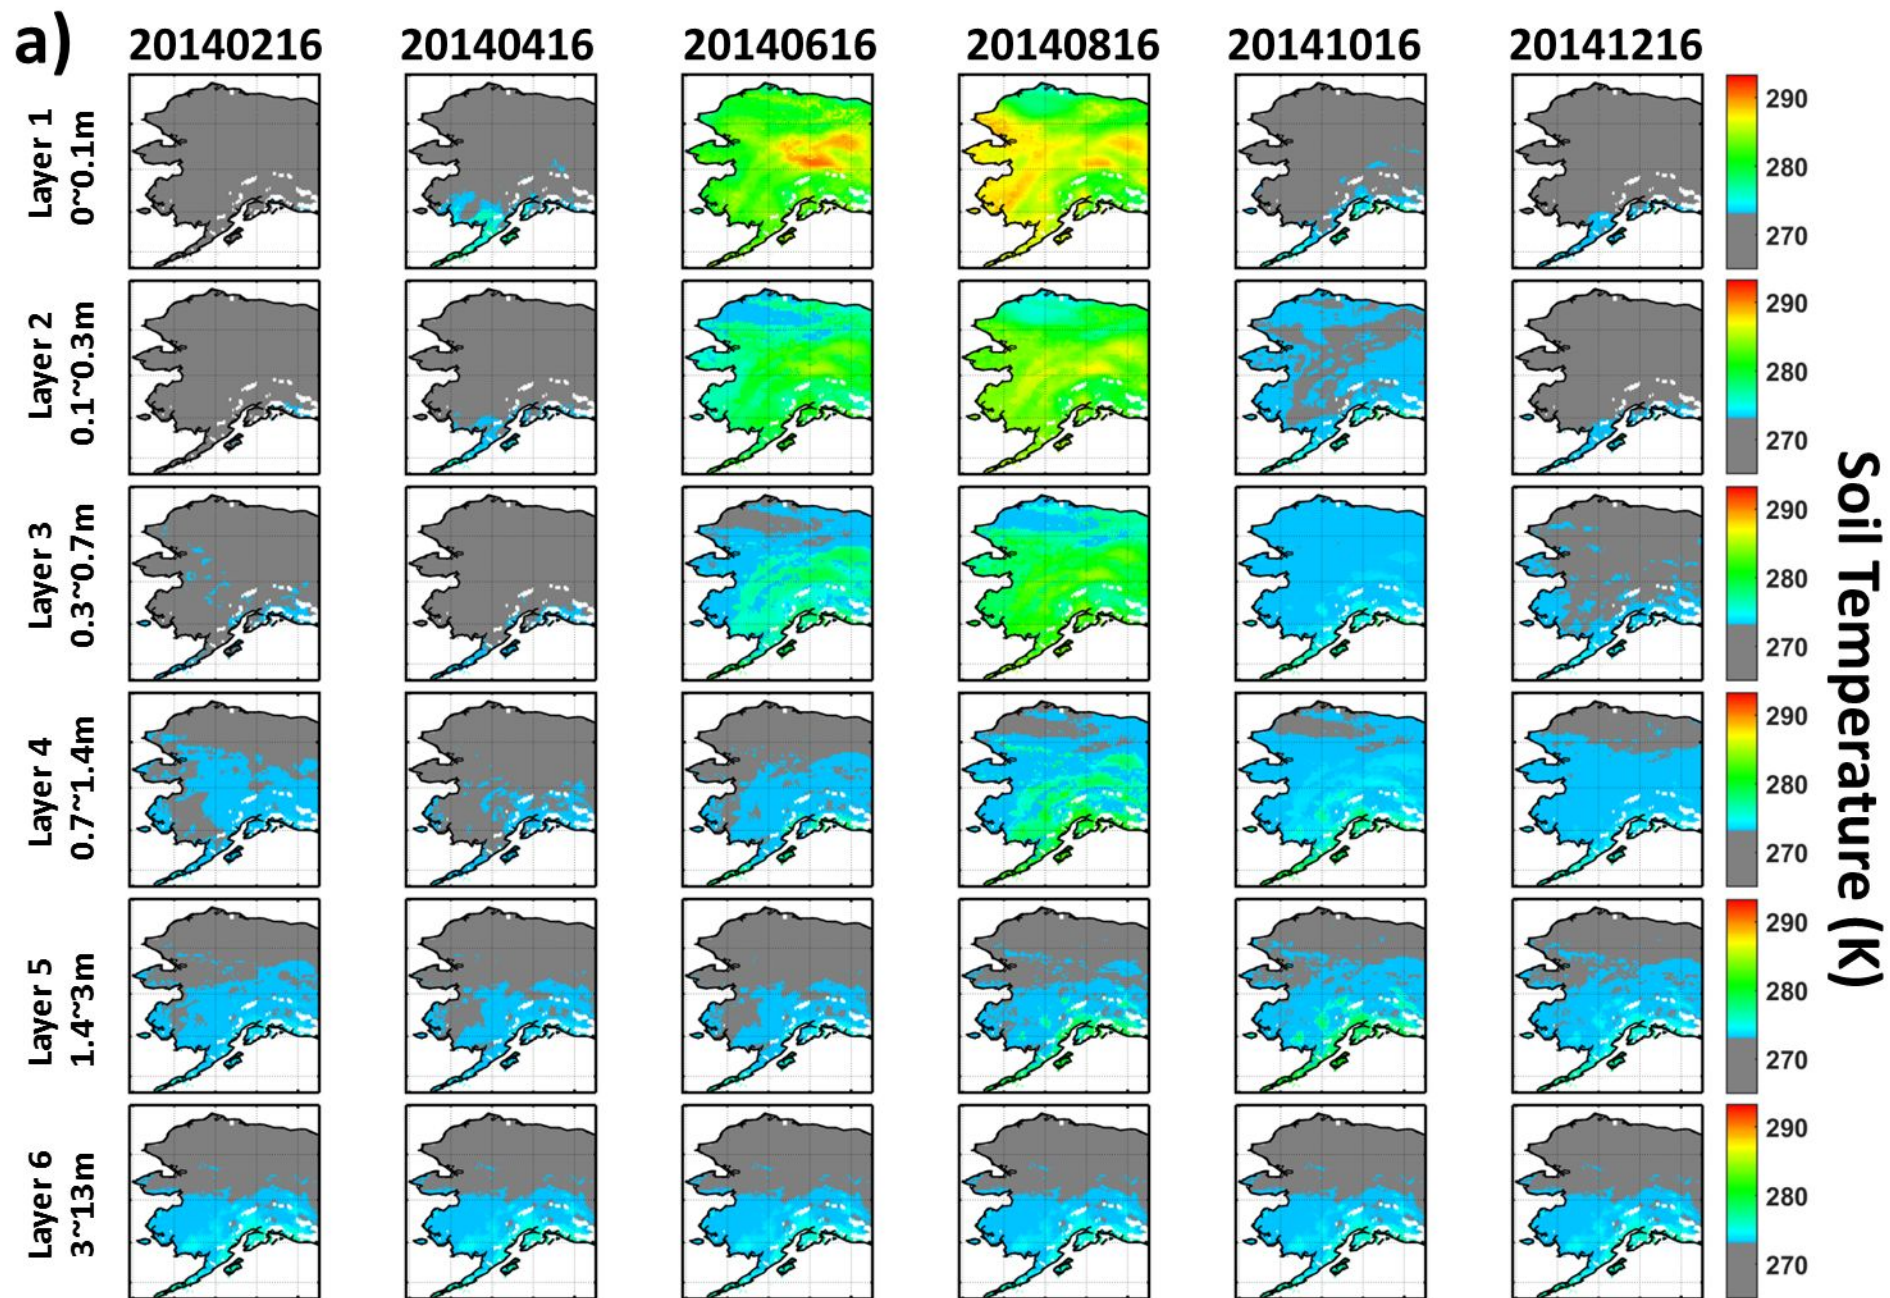 a)
20140216 20140416 20140616 20140816 20141016 20141216
Layer 1
0~0.1m
290
280
270
Layer 2
0.1~0.3m
290
280
270
Layer 3
0.3~0.7m
290
280
270
Layer 4
0.7~1.4m
290
280
270
Layer 5
1.4~3m
290
280
270
Layer 6
3~13m
290
280
270
Soil Temperature (K)